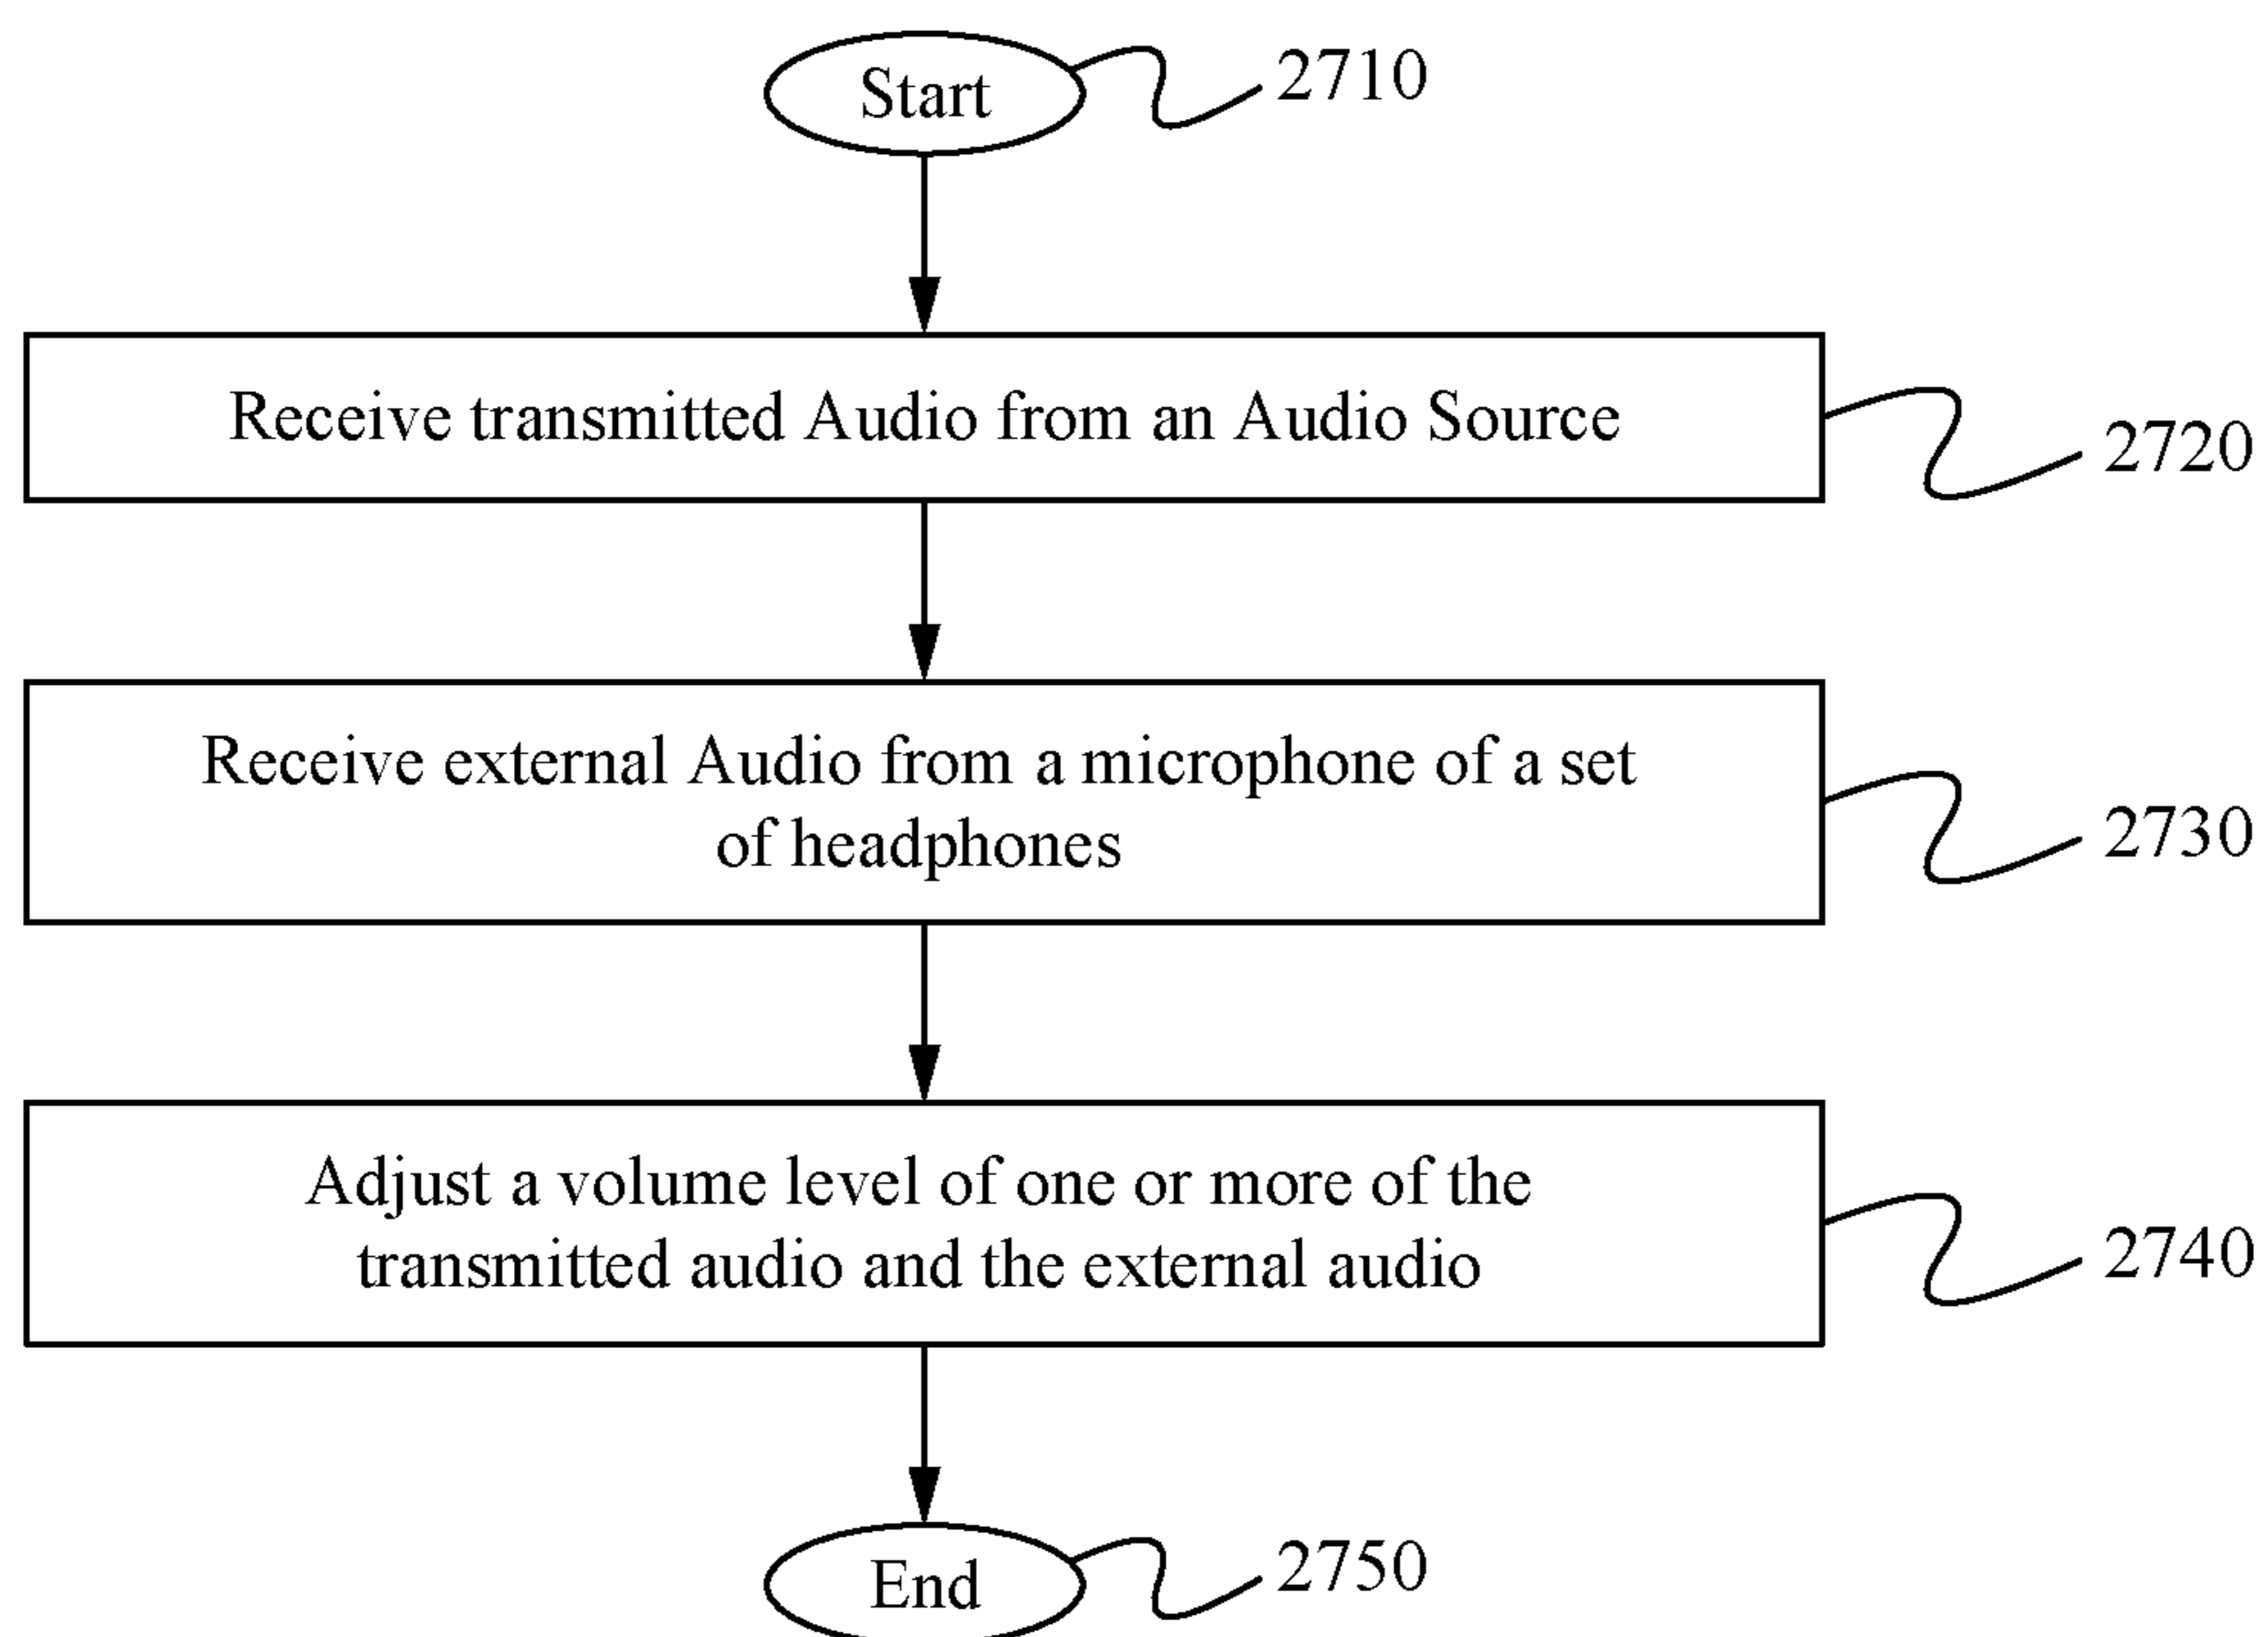 Start
2710
Receive transmitted Audio from an Audio Source
2720
Receive external Audio from a microphone of a set
of headphones
2730
Adjust a volume level of one or more of the
transmitted audio and the external audio
2740
End
2750